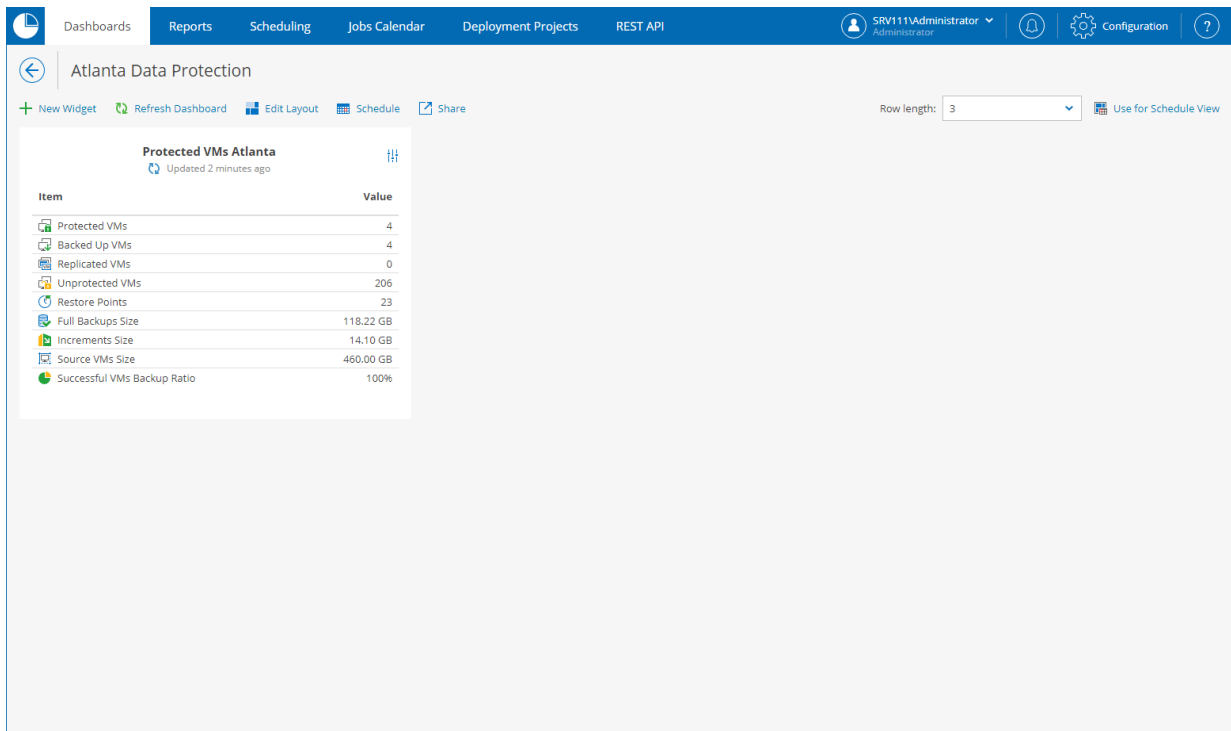 Dashboards Reports Scheduling Jobs Calendar Deployment Projects REST API SRV111\Administrator Configuration ?
Administrator
Atlanta Data Protection
New Widget Refresh Dashboard Edit Layout Schedule Share Row length: 3 Use for Schedule View
Protected VMs Atlanta
Updated 2 minutes ago
Item Value
Protected VMs 4
Backed Up VMs 4
Replicated VMs 0
Unprotected VMs 206
Restore Points 23
Full Backups Size 118.22 GB
Increments Size 14.10 GB
Source VMs Size 460.00 GB
Successful VMs Backup Ratio 100%